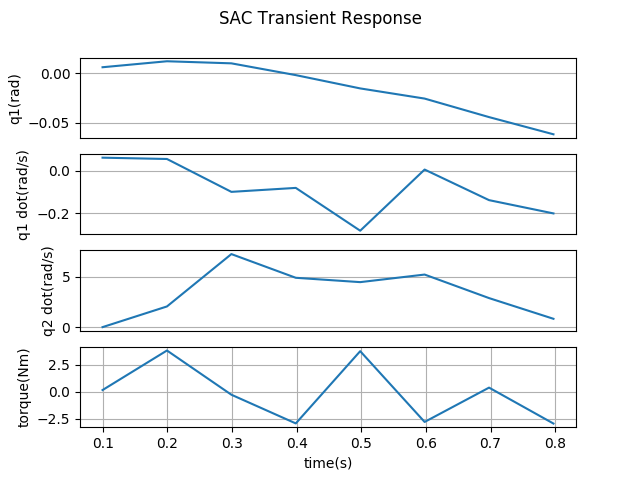 SAC Transient Response
q1(rad)
0.00
−0.05
q1 dot(rad/s)
0.0
−0.2
q2 dot(rad/s)
5
0
torque(Nm)
2.5
0.0
−2.5
0.1 0.2 0.3 0.4 0.5 0.6 0.7 0.8
time(s)